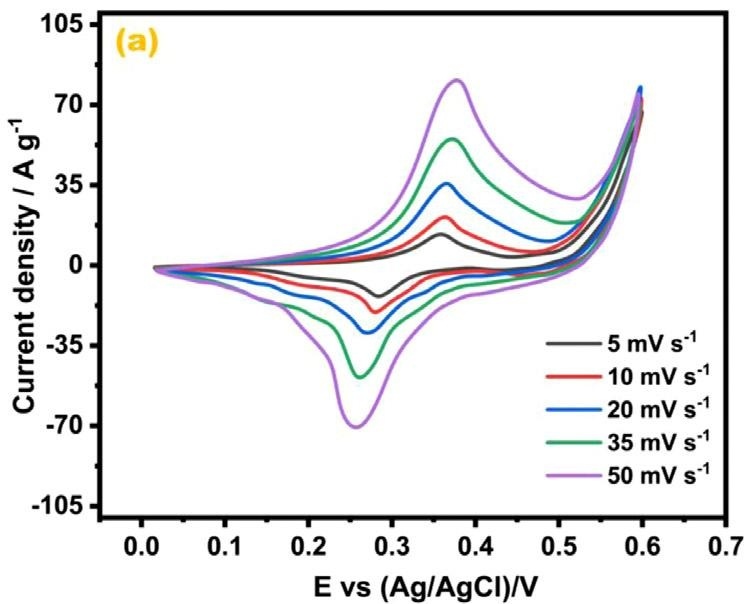 (a)
Current density / A g⁻¹
105
70
35
0
-35
-70
-105
5 mV s⁻¹
10 mV s⁻¹
20 mV s⁻¹
35 mV s⁻¹
50 mV s⁻¹
0.0 0.1 0.2 0.3 0.4 0.5 0.6 0.7
E vs (Ag/AgCl)/V